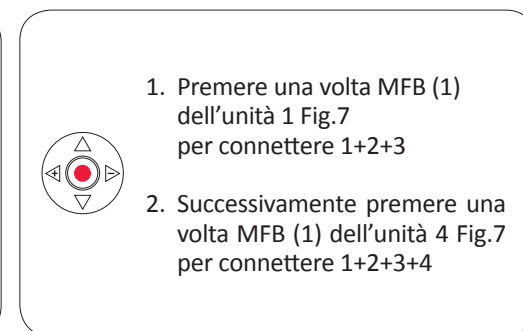 1. Premere una volta MFB (1)
dell’unità 1 Fig.7
per connettere 1+2+3
2. Successivamente premere una
volta MFB (1) dell’unità 4 Fig.7
per connettere 1+2+3+4